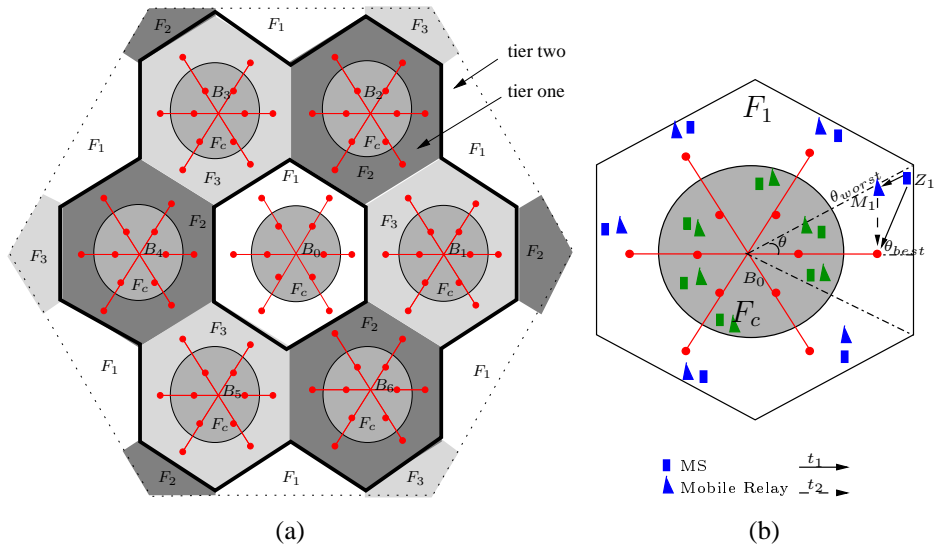 F2
F1
F3
tier two
tier one
B3
B2
Fc
Fc
F1
F1
F3
F2
F1
F2
F3
F3
B4
B0
B1
F2
Fc
Fc
Fc
F3
F2
F1
F1
B5
B6
Fc
Fc
F2
F1
F3
(a)
F1
θworst
Z1
M1
θ
θbest
B0
Fc
MS
t1
Mobile Relay
t2
(b)